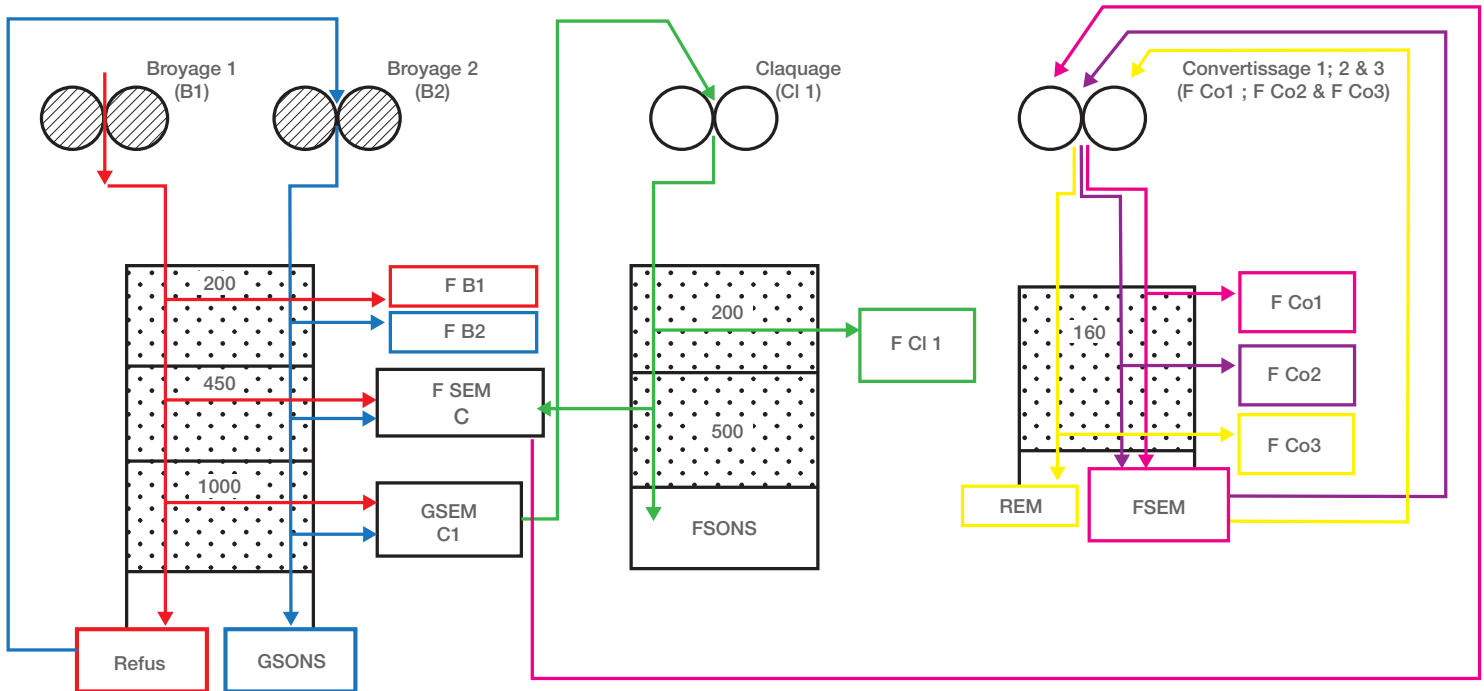 Broyage 1
(B1)
Broyage 2
(B2)
Claquage
(Cl 1)
Convertissage 1; 2 & 3
(F Co1 ; F Co2 & F Co3)
200
F B1
F B2
450
F SEM
C
1000
GSEM
C1
Refus
GSONS
200
F Cl 1
500
FSONS
160
F Co1
F Co2
F Co3
REM
FSEM